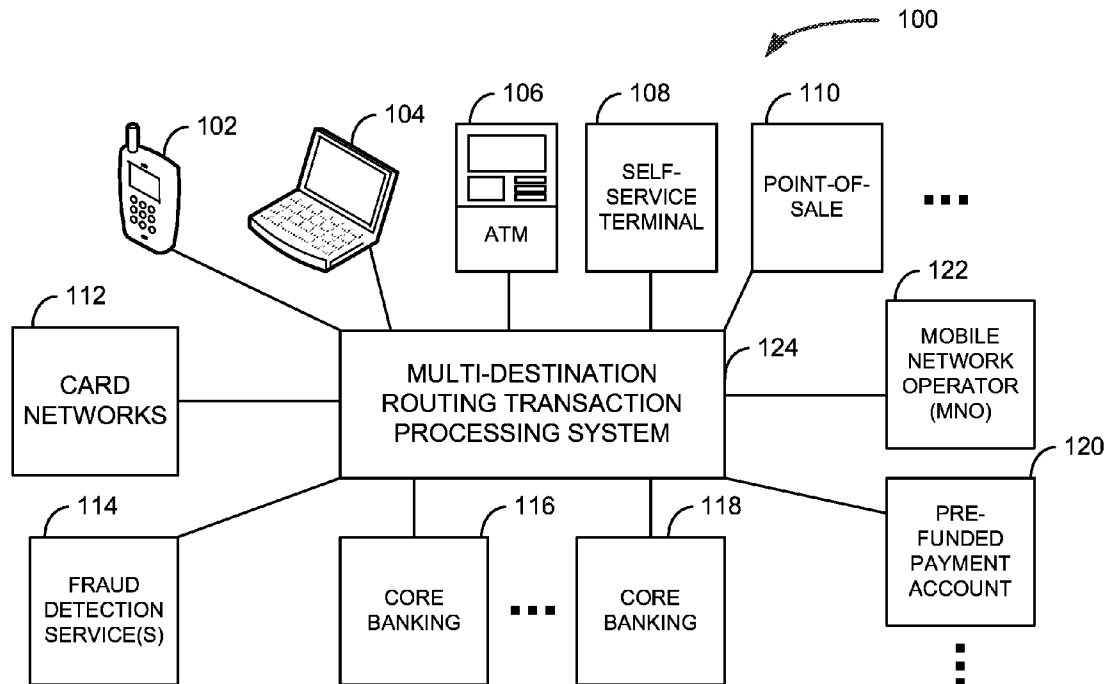 100
102
104
106
108
110
ATM
SELF-
SERVICE
TERMINAL
POINT-OF-
SALE
112
CARD
NETWORKS
MULTI-DESTINATION
ROUTING TRANSACTION
PROCESSING SYSTEM
124
122
MOBILE
NETWORK
OPERATOR
(MNO)
114
FRAUD
DETECTION
SERVICE(S)
116
CORE
BANKING
118
CORE
BANKING
120
PRE-
FUNDED
PAYMENT
ACCOUNT